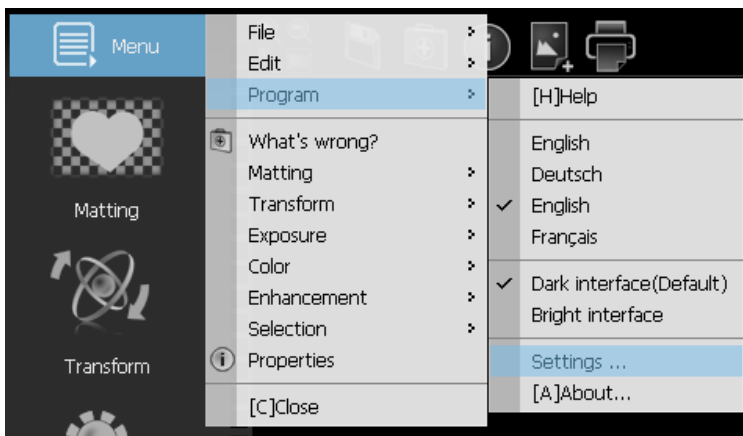 Menu
Matting
Transform
File
Edit
Program
What's wrong?
Matting
Transform
Exposure
Color
Enhancement
Selection
Properties
[C]Close
[H]Help
English
Deutsch
English
Français
Dark interface(Default)
Bright interface
Settings ...
[A]About...